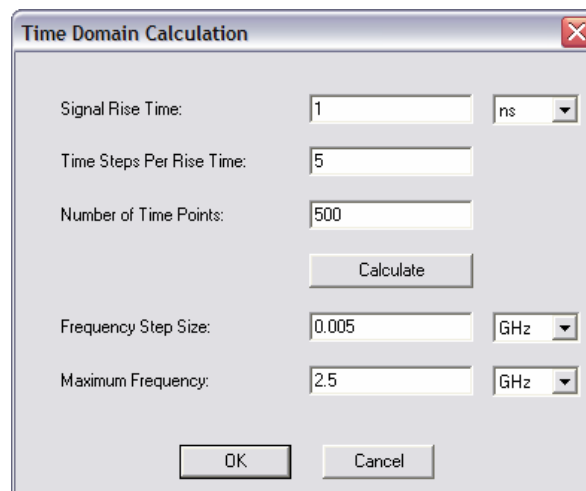 Time Domain Calculation
Signal Rise Time: 1 ns
Time Steps Per Rise Time: 5
Number of Time Points: 500
Calculate
Frequency Step Size: 0.005 GHz
Maximum Frequency: 2.5 GHz
OK Cancel